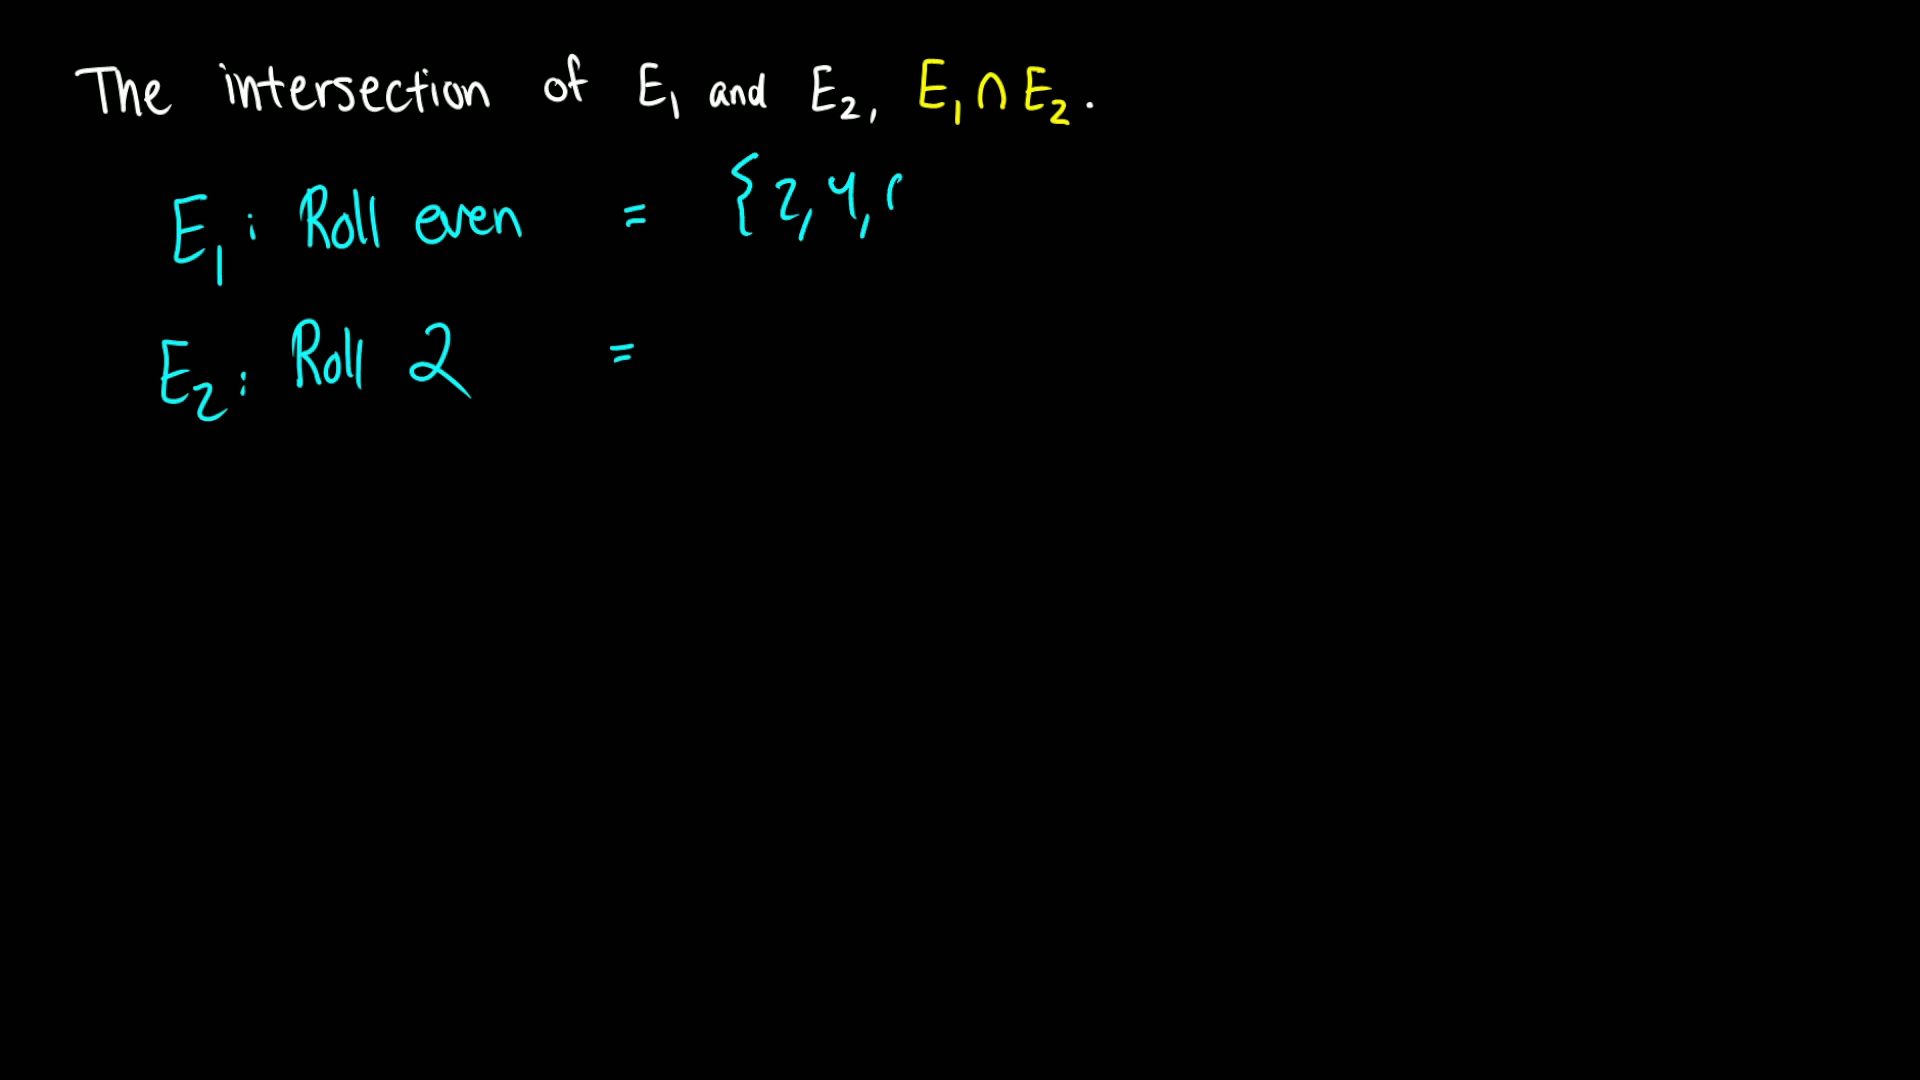 The intersection of E₁ and E₂, E₁ ∩ E₂.
E₁: Roll even = {2, 4,
E₂: Roll 2 =